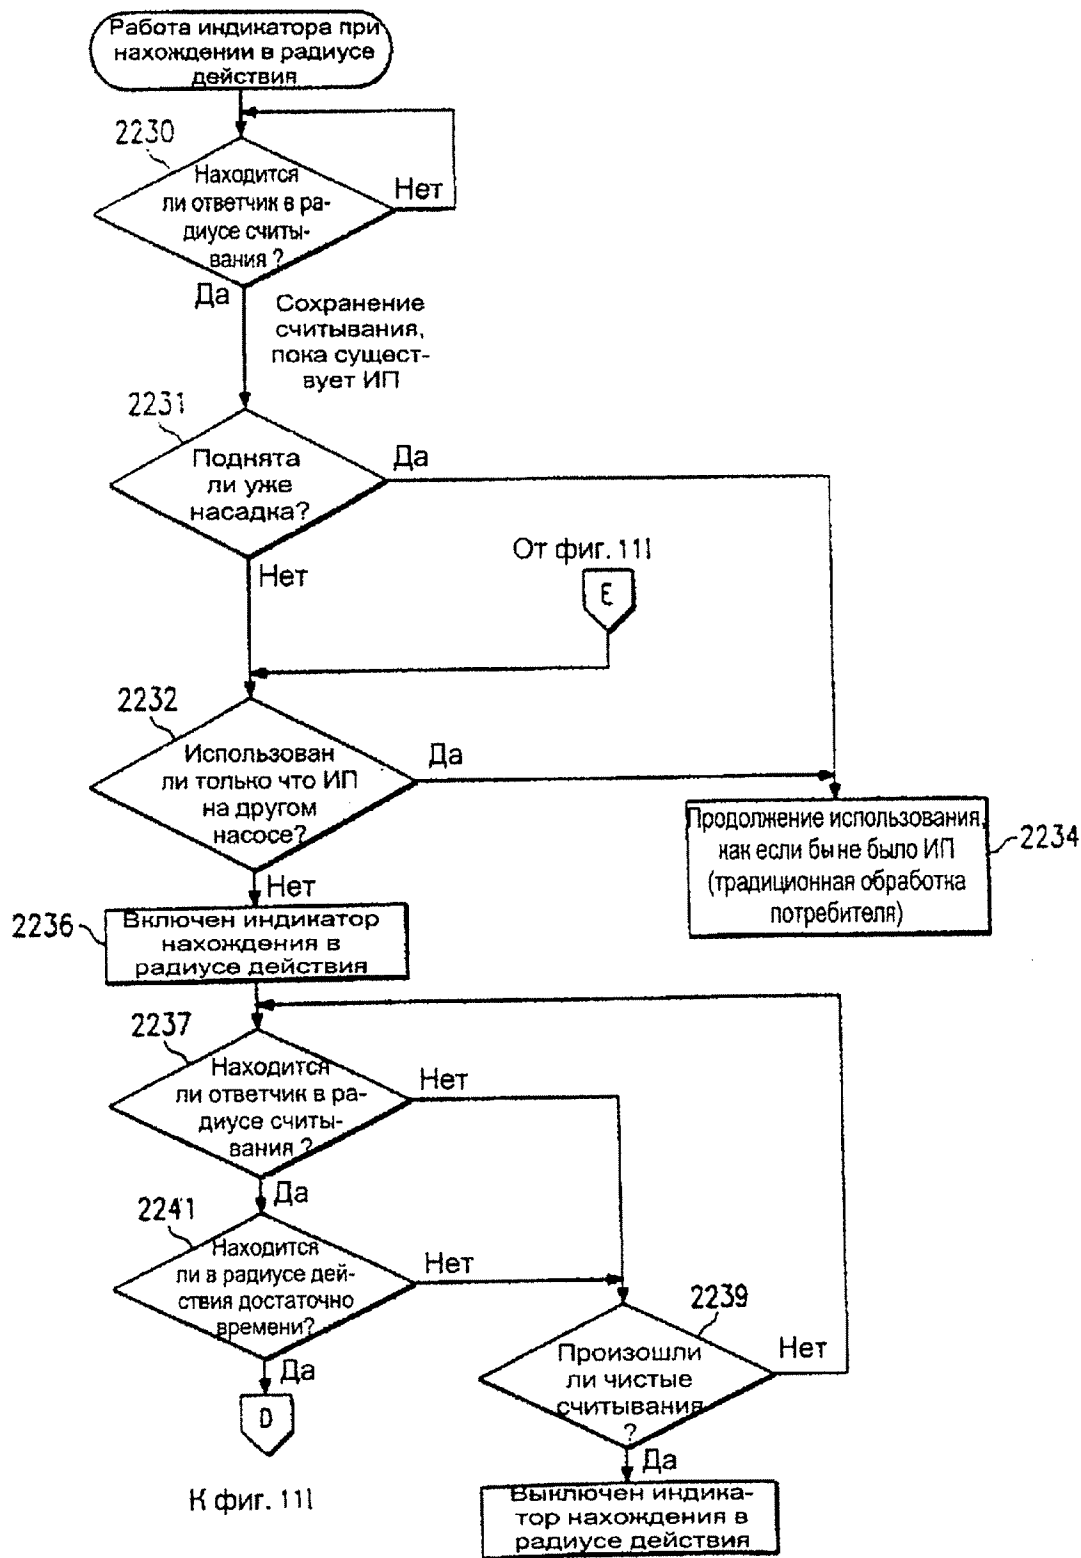 Работа индикатора при
нахождении в радиусе
действия
2230
Находится
ли ответчик в ра-
диусе считы-
вания ?
Нет
Да
Сохранение
считывания,
пока сущест-
вует ИП
2231
Поднята
ли уже
насадка?
Да
Нет
От фиг. 11I
E
2232
Использован
ли только что ИП
на другом
насосе?
Да
Нет
Продолжение использования,
как если бы не было ИП
(традиционная обработка
потребителя)
2234
2236
Включен индикатор
нахождения в
радиусе действия
2237
Находится
ли ответчик в ра-
диусе считы-
вания ?
Нет
Да
2241
Находится
ли в радиусе дей-
ствия достаточно
времени?
Нет
Да
D
К фиг. 11I
2239
Произошли
ли чистые
считывания
?
Нет
Да
Выключен индика-
тор нахождения в
радиусе действия